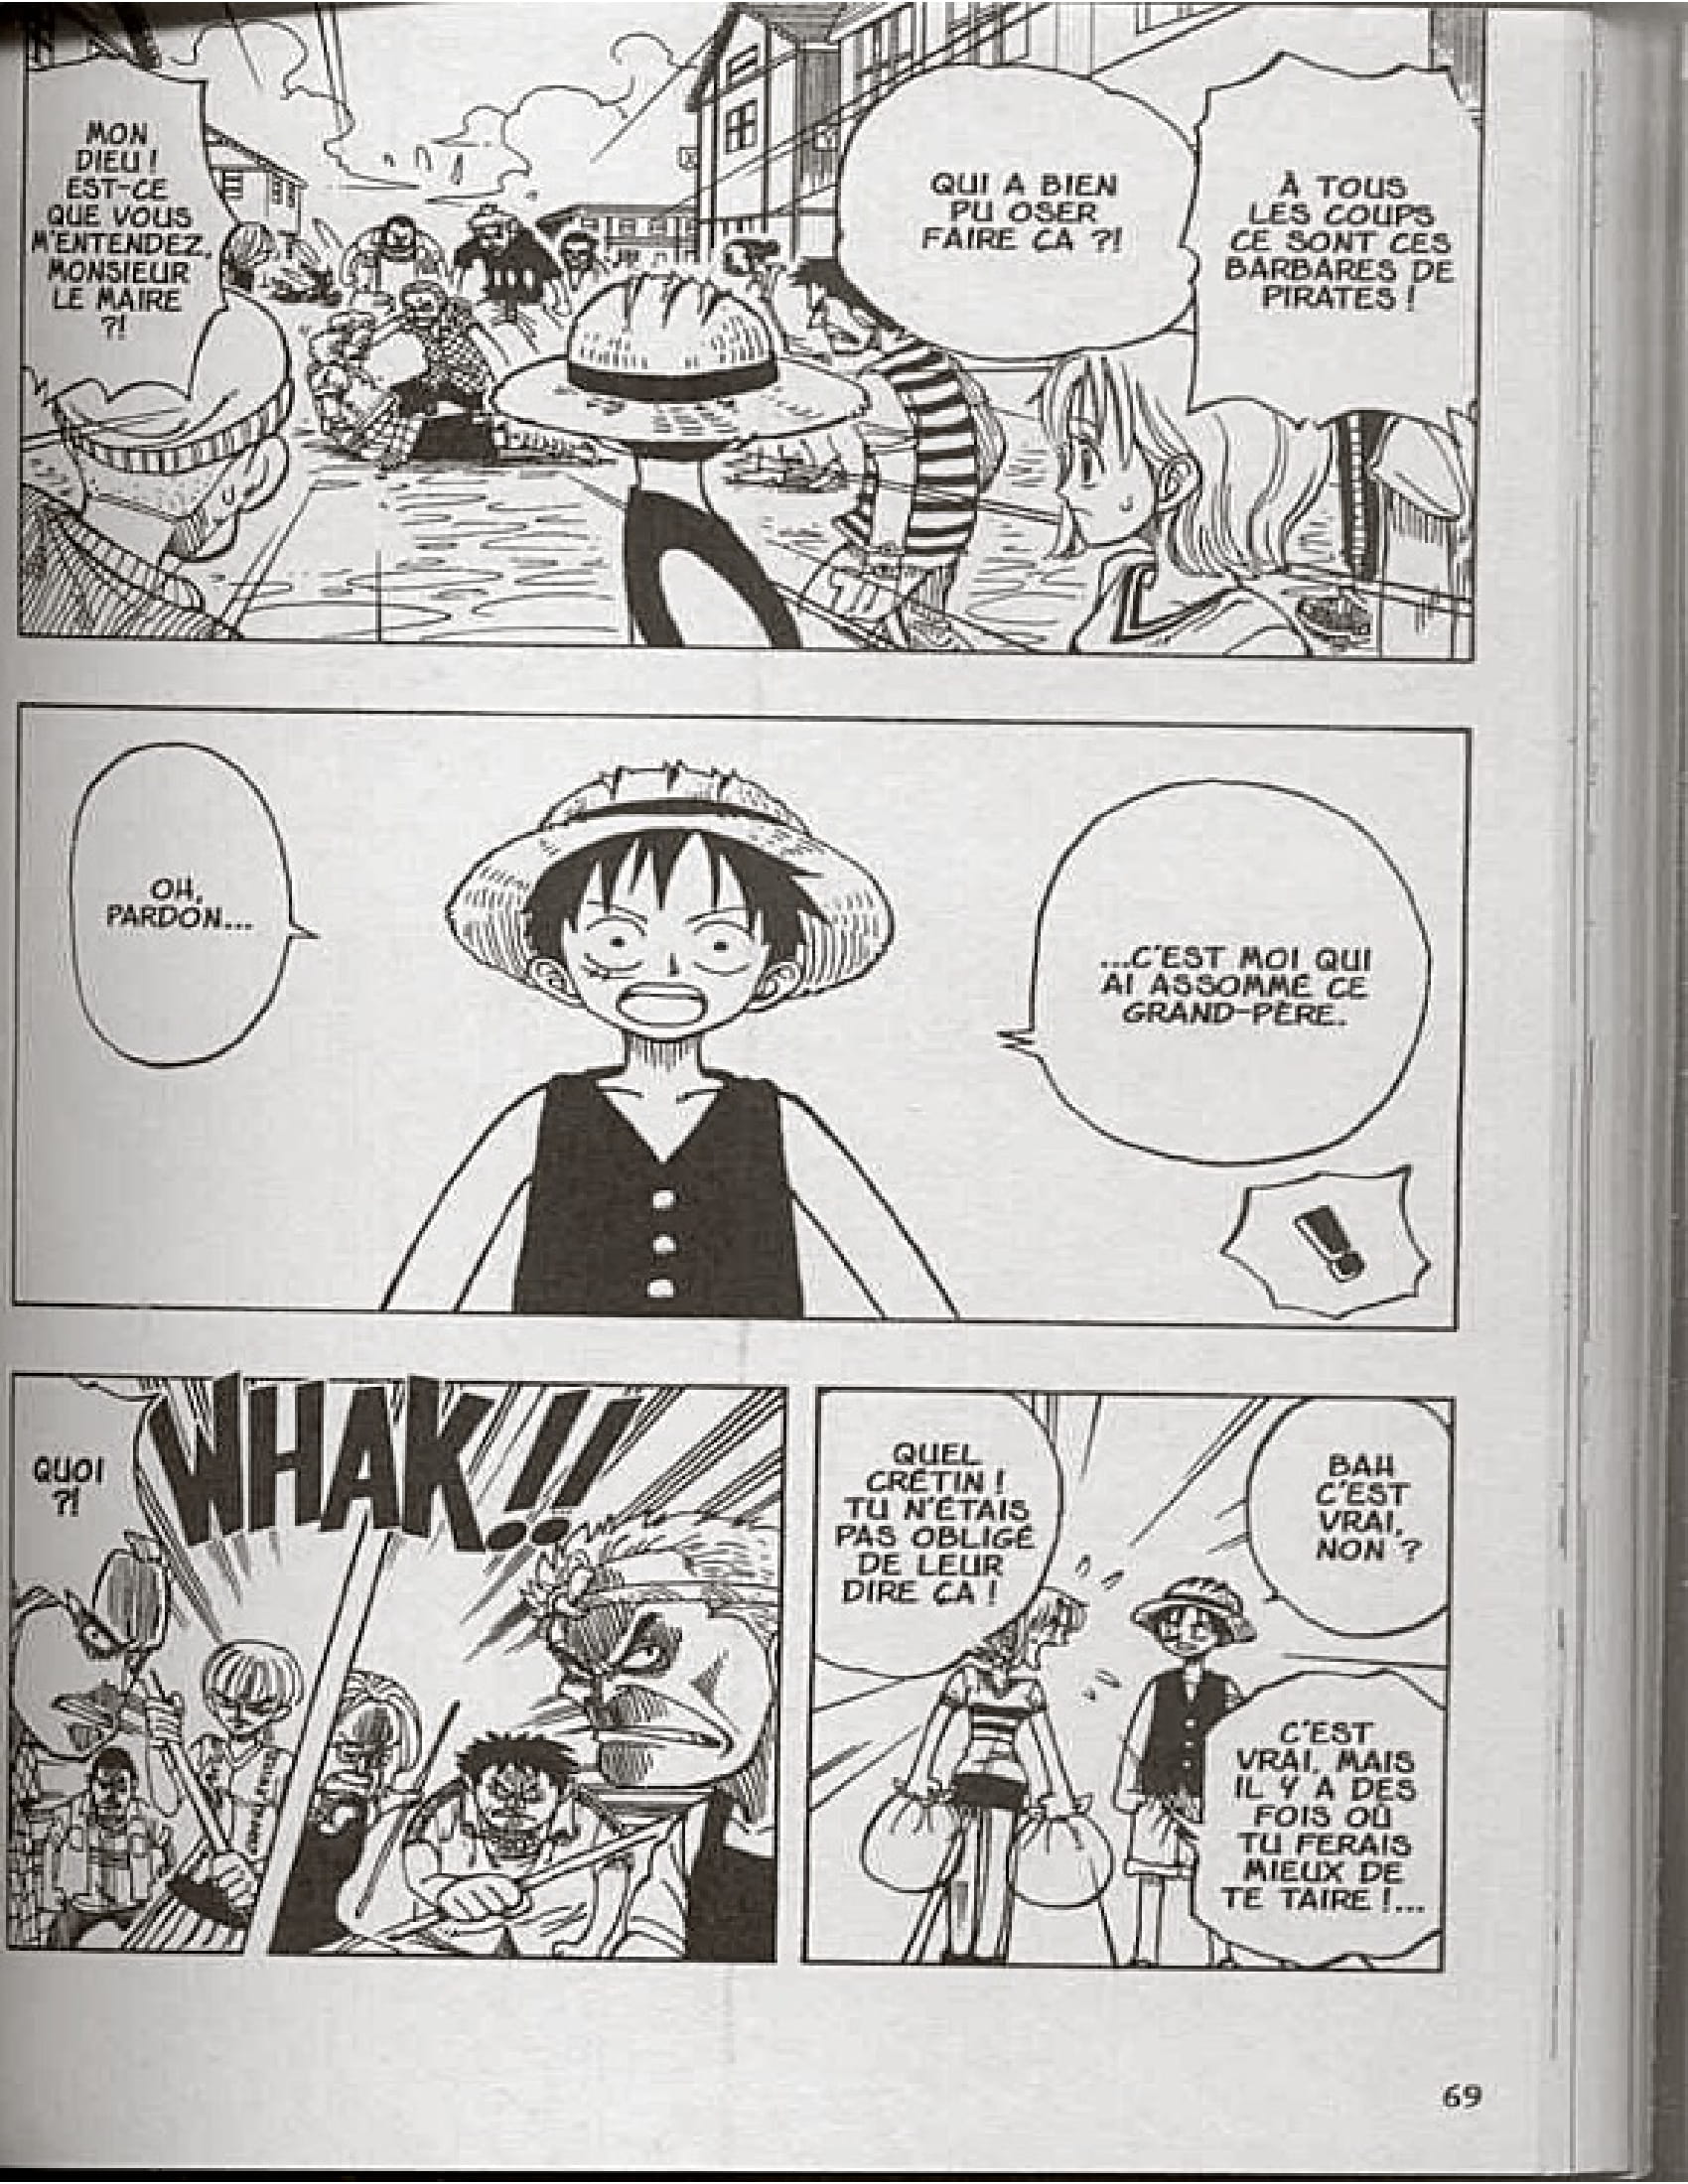 MON
DIEU !
EST-CE
QUE VOUS
M'ENTENDEZ,
MONSIEUR
LE MAIRE
?!
QUI A BIEN
PU OSER
FAIRE ÇA ?!
À TOUS
LES COUPS
CE SONT CES
BARBARES DE
PIRATES !
OH,
PARDON...
...C'EST MOI QUI
AI ASSOMMÉ CE
GRAND-PÈRE.
!
QUOI
?!
WHAK!!
QUEL
CRÉTIN !
TU N'ÉTAIS
PAS OBLIGÉ
DE LEUR
DIRE ÇA !
BAH
C'EST
VRAI,
NON ?
C'EST
VRAI, MAIS
IL Y A DES
FOIS OÙ
TU FERAIS
MIEUX DE
TE TAIRE !...
69